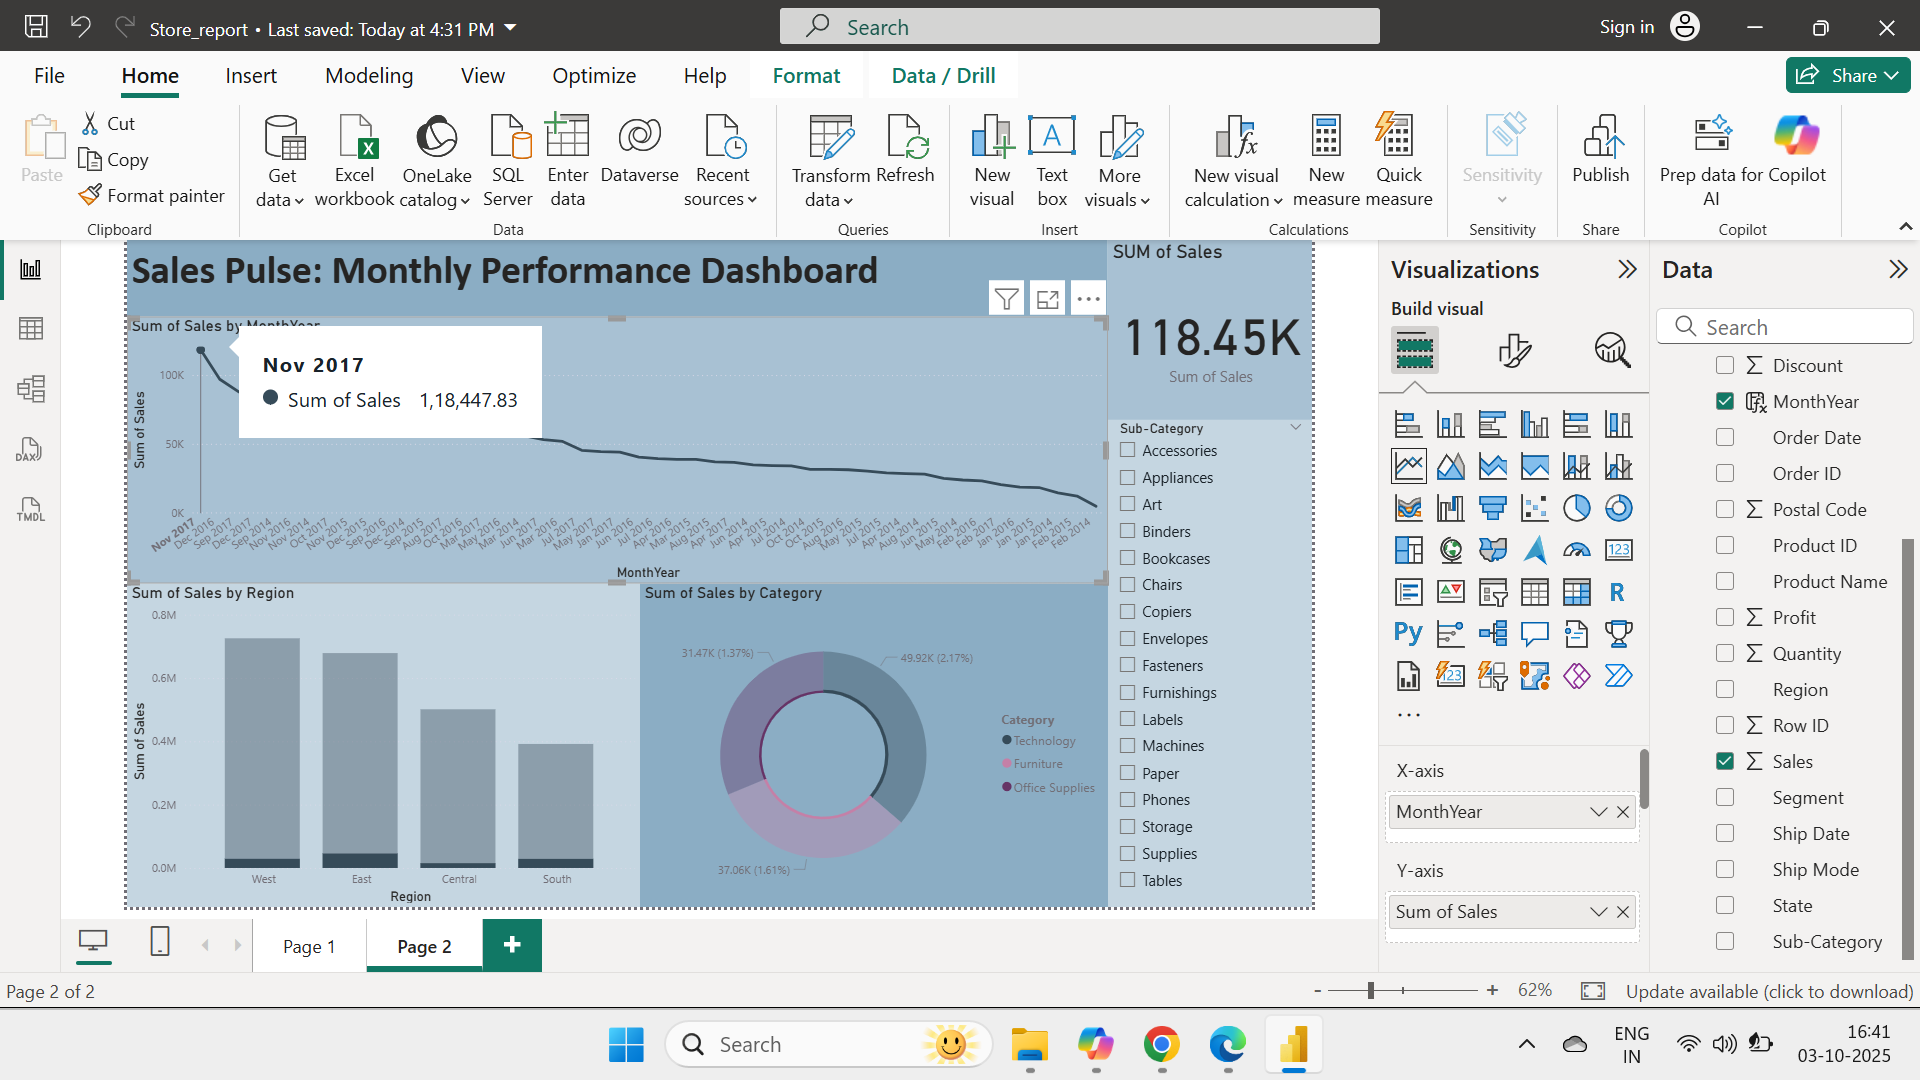 Store_report • Last saved: Today at 4:31 PM
Search
Sign in
File
Home
Insert
Modeling
View
Optimize
Help
Format
Data / Drill
Share
Paste
Cut
Copy
Format painter
Clipboard
Get data
Excel workbook
OneLake catalog
SQL Server
Enter data
Dataverse
Recent sources
Data
Transform data
Refresh
Queries
New visual
Text box
More visuals
Insert
New visual calculation
New measure
Quick measure
Calculations
Sensitivity
Sensitivity
Publish
Share
Prep data for AI
Copilot
Copilot
DAX
TMDL
Sales Pulse: Monthly Performance Dashboard
Sum of Sales by MonthYear
Nov 2017
Sum of Sales 1,18,447.83
Sum of Sales
100K
50K
0K
Nov 2017
Dec 2016
Sep 2017
Dec 2017
Sep 2014
Nov 2016
Nov 2014
Oct 2017
Nov 2015
Dec 2015
Sep 2016
Dec 2014
Sep 2015
Aug 2017
Oct 2016
Mar 2017
May 2016
Mar 2014
Jun 2017
Mar 2016
Jul 2017
May 2017
Jan 2017
Jun 2016
Jul 2016
Apr 2016
Mar 2015
Aug 2015
Apr 2017
Jun 2014
Apr 2015
Jul 2014
Oct 2015
Aug 2016
May 2015
Jul 2015
Apr 2014
Aug 2014
Jun 2015
May 2014
Feb 2016
Feb 2017
Jan 2016
Jan 2015
Jan 2014
Feb 2015
Feb 2014
MonthYear
SUM of Sales
118.45K
Sum of Sales
Sub-Category
Accessories
Appliances
Art
Binders
Bookcases
Chairs
Copiers
Envelopes
Fasteners
Furnishings
Labels
Machines
Paper
Phones
Storage
Supplies
Tables
Sum of Sales by Region
Sum of Sales
0.8M
0.6M
0.4M
0.2M
0.0M
West
East
Central
South
Region
Sum of Sales by Category
31.47K (1.37%)
49.92K (2.17%)
37.06K (1.61%)
Category
Technology
Furniture
Office Supplies
Visualizations
Build visual
123
R
Py
123
X-axis
MonthYear
Y-axis
Sum of Sales
Data
Search
Discount
MonthYear
Order Date
Order ID
Postal Code
Product ID
Product Name
Profit
Quantity
Region
Row ID
Sales
Segment
Ship Date
Ship Mode
State
Sub-Category
Page 1
Page 2
Page 2 of 2
62%
Update available (click to download)
Search
ENG
IN
16:41
03-10-2025